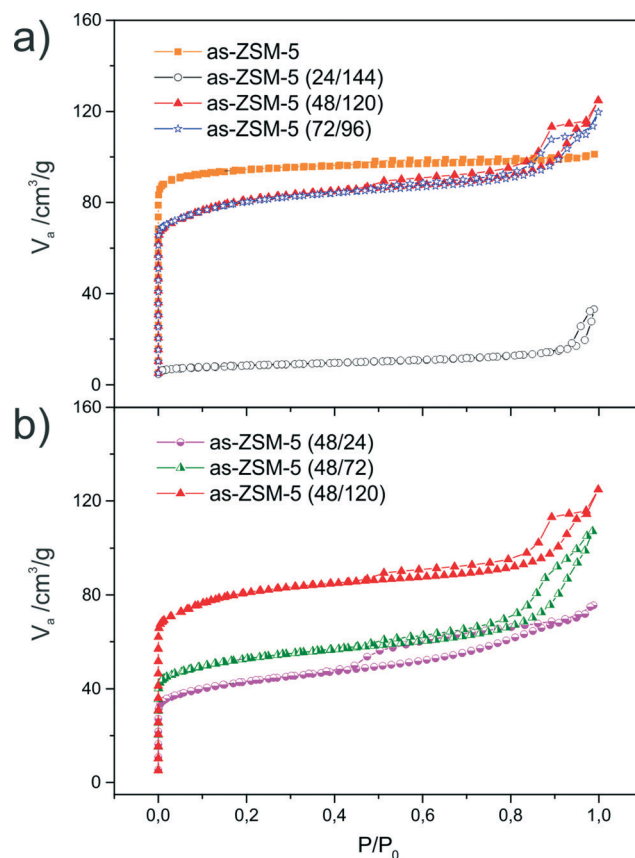 a)
160
as-ZSM-5
as-ZSM-5 (24/144)
120
as-ZSM-5 (48/120)
as-ZSM-5 (72/96)
80
Va /cm³/g
40
0
b)
160
as-ZSM-5 (48/24)
as-ZSM-5 (48/72)
120
as-ZSM-5 (48/120)
80
Va /cm³/g
40
0
0,0 0,2 0,4 0,6 0,8 1,0
P/P₀